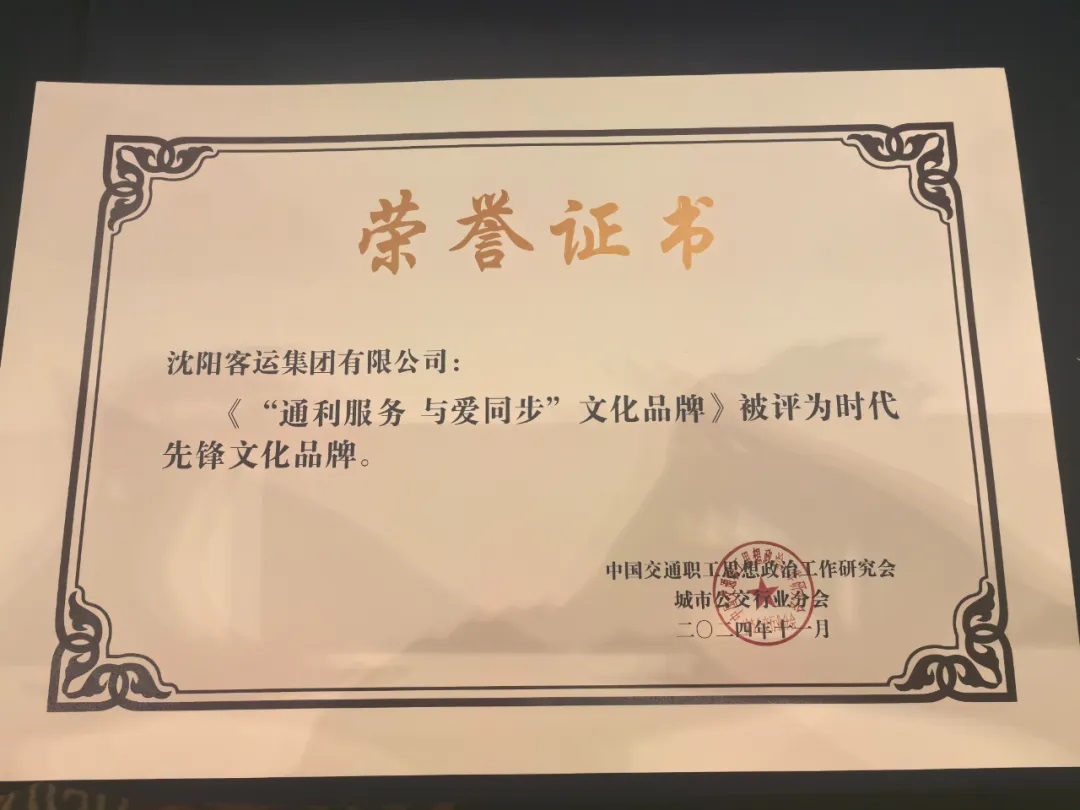 荣誉证书
沈阳客运集团有限公司：
《“通利服务 与爱同步”文化品牌》被评为时代
先锋文化品牌。
中国交通职工思想政治工作研究会
城市公交行业分会
二〇二四年十一月